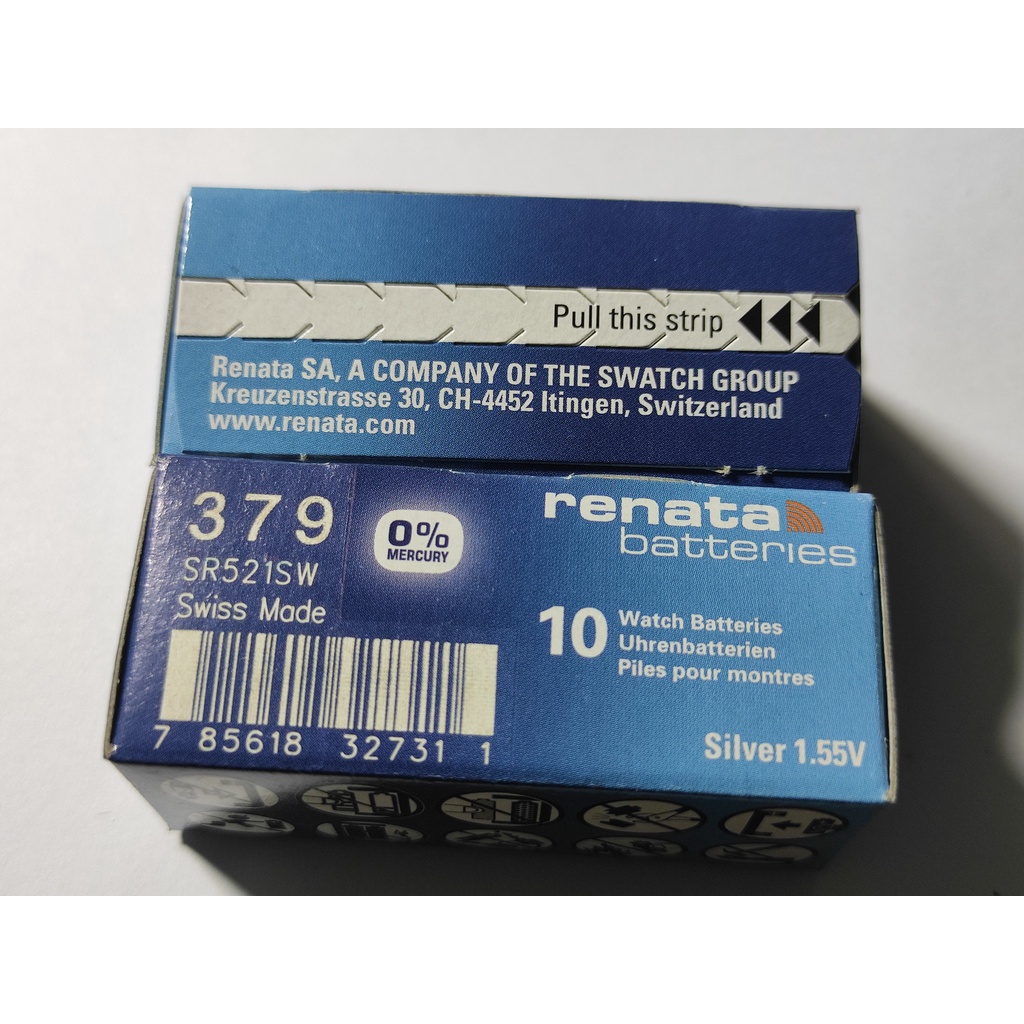 Pull this strip
Renata SA, A COMPANY OF THE SWATCH GROUP
Kreuzenstrasse 30, CH-4452 Itingen, Switzerland
www.renata.com
379
SR521SW
Swiss Made
0%
MERCURY
7 85618 32731 1
renata
batteries
10
Watch Batteries
Uhrenbatterien
Piles pour montres
Silver 1.55V